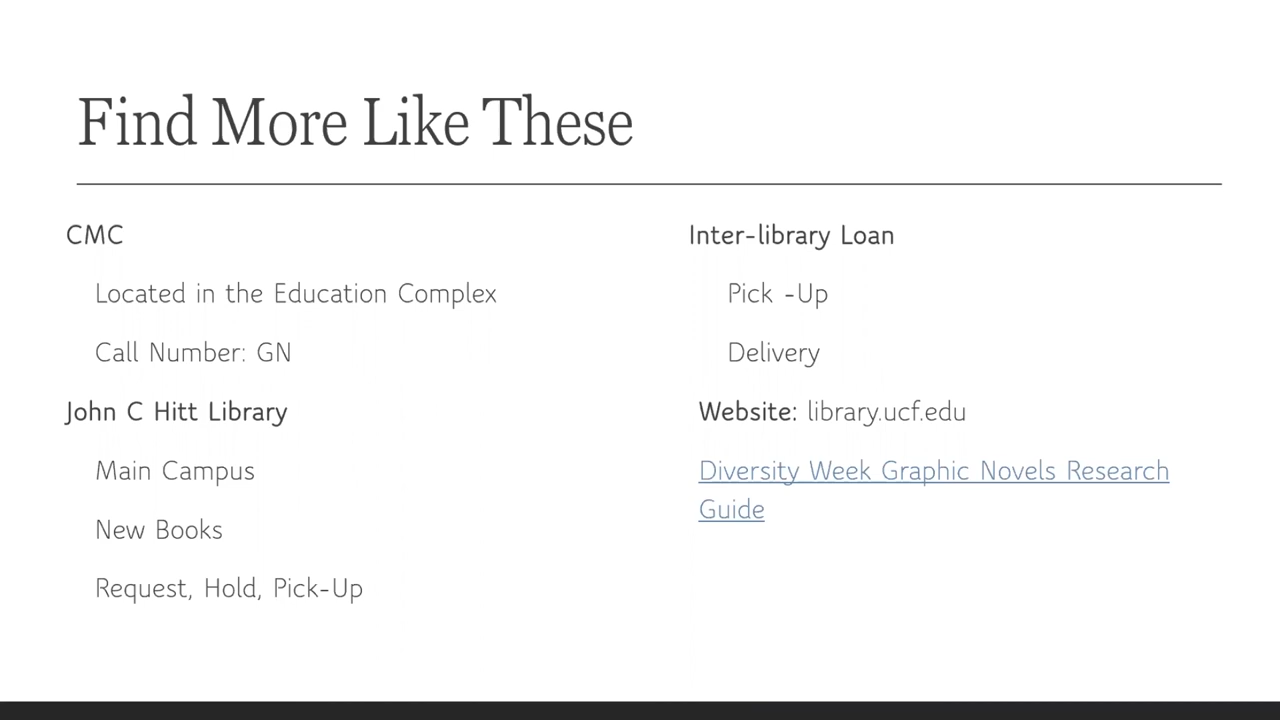 Find More Like These
CMC
Located in the Education Complex
Call Number: GN
John C Hitt Library
Main Campus
New Books
Request, Hold, Pick-Up
Inter-library Loan
Pick -Up
Delivery
Website: library.ucf.edu
Diversity Week Graphic Novels Research
Guide